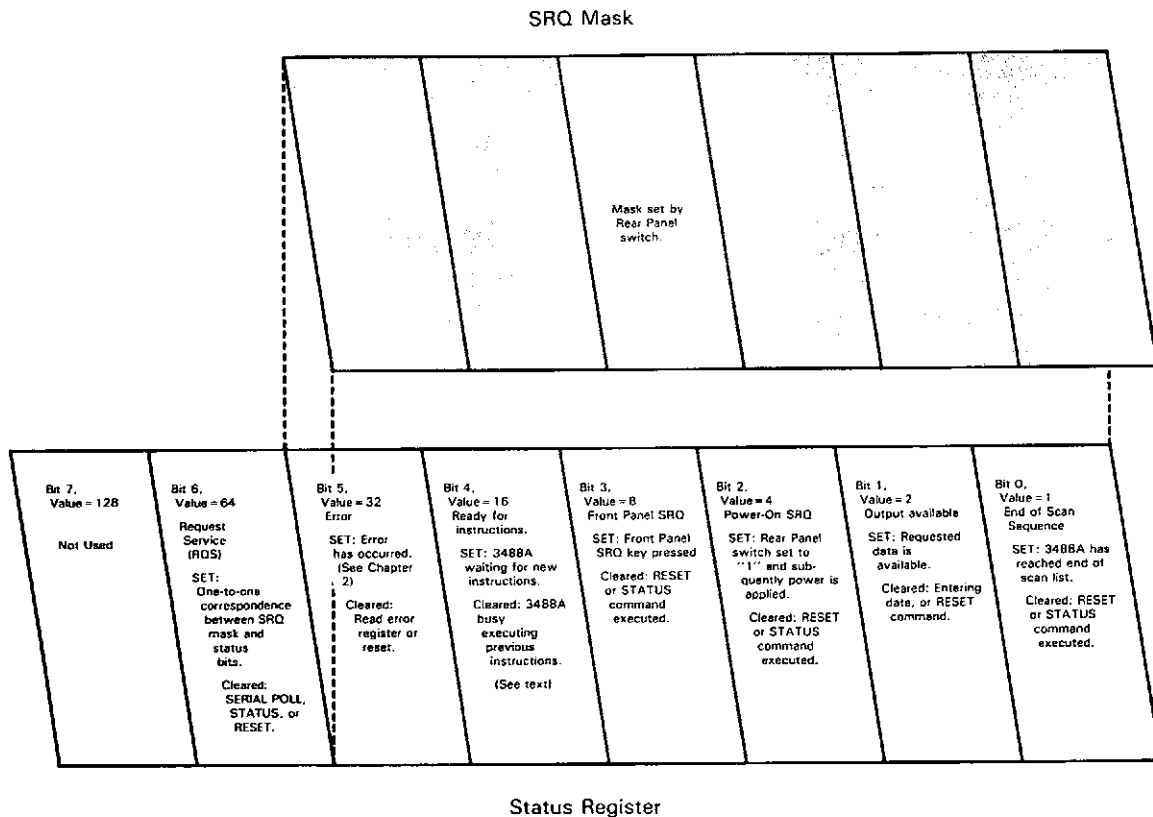 SRQ Mask
Mask set by
Rear Panel
switch.
Bit 7,
Value = 128
Not Used
Bit 6,
Value = 64
Request
Service
(RQS)
SET:
One-to-one
correspondence
between SRQ
mask and
status
bits.
Cleared:
SERIAL POLL,
STATUS, or
RESET.
Bit 5,
Value = 32
Error
SET: Error
has occurred.
(See Chapter
2)
Cleared:
Read error
register or
reset.
Bit 4,
Value = 16
Ready for
instructions.
SET: 3488A
waiting for new
instructions.
Cleared: 3488A
busy
executing
previous
instructions.
(See text)
Bit 3,
Value = 8
Front Panel SRQ
SET: Front Panel
SRQ key pressed
Cleared: RESET
or STATUS
command
executed.
Bit 2,
Value = 4
Power-On SRQ
SET: Rear Panel
switch set to
"1" and sub-
quently power is
applied.
Cleared: RESET
or STATUS
command
executed.
Bit 1,
Value = 2
Output available
SET: Requested
data is
available.
Cleared: Entering
data, or RESET
command.
Bit 0,
Value = 1
End of Scan
Sequence
SET: 3488A has
reached end of
scan list.
Cleared: RESET
or STATUS
command
executed.
Status Register